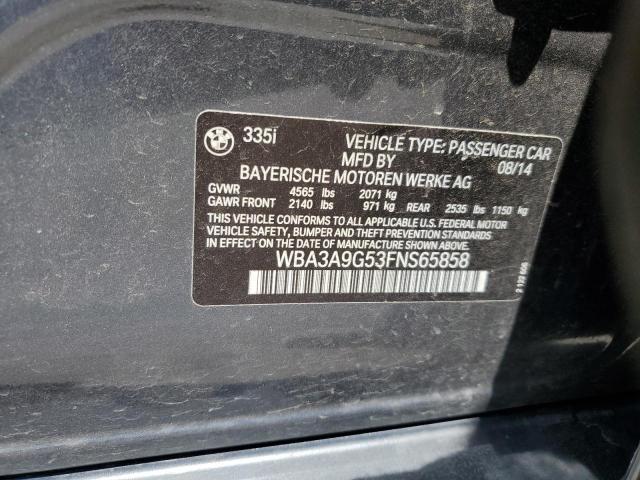 335i
VEHICLE TYPE: PASSENGER CAR
MFD BY 08/14
BAYERISCHE MOTOREN WERKE AG
GVWR 4565 lbs 2071 kg
GAWR FRONT 2140 lbs 971 kg REAR 2535 lbs 1150 kg
THIS VEHICLE CONFORMS TO ALL APPLICABLE U.S. FEDERAL MOTOR
VEHICLE SAFETY, BUMPER AND THEFT PREVENTION STANDARDS
IN EFFECT ON THE DATE OF MANUFACTURE SHOWN ABOVE.
WBA3A9G53FNS65858